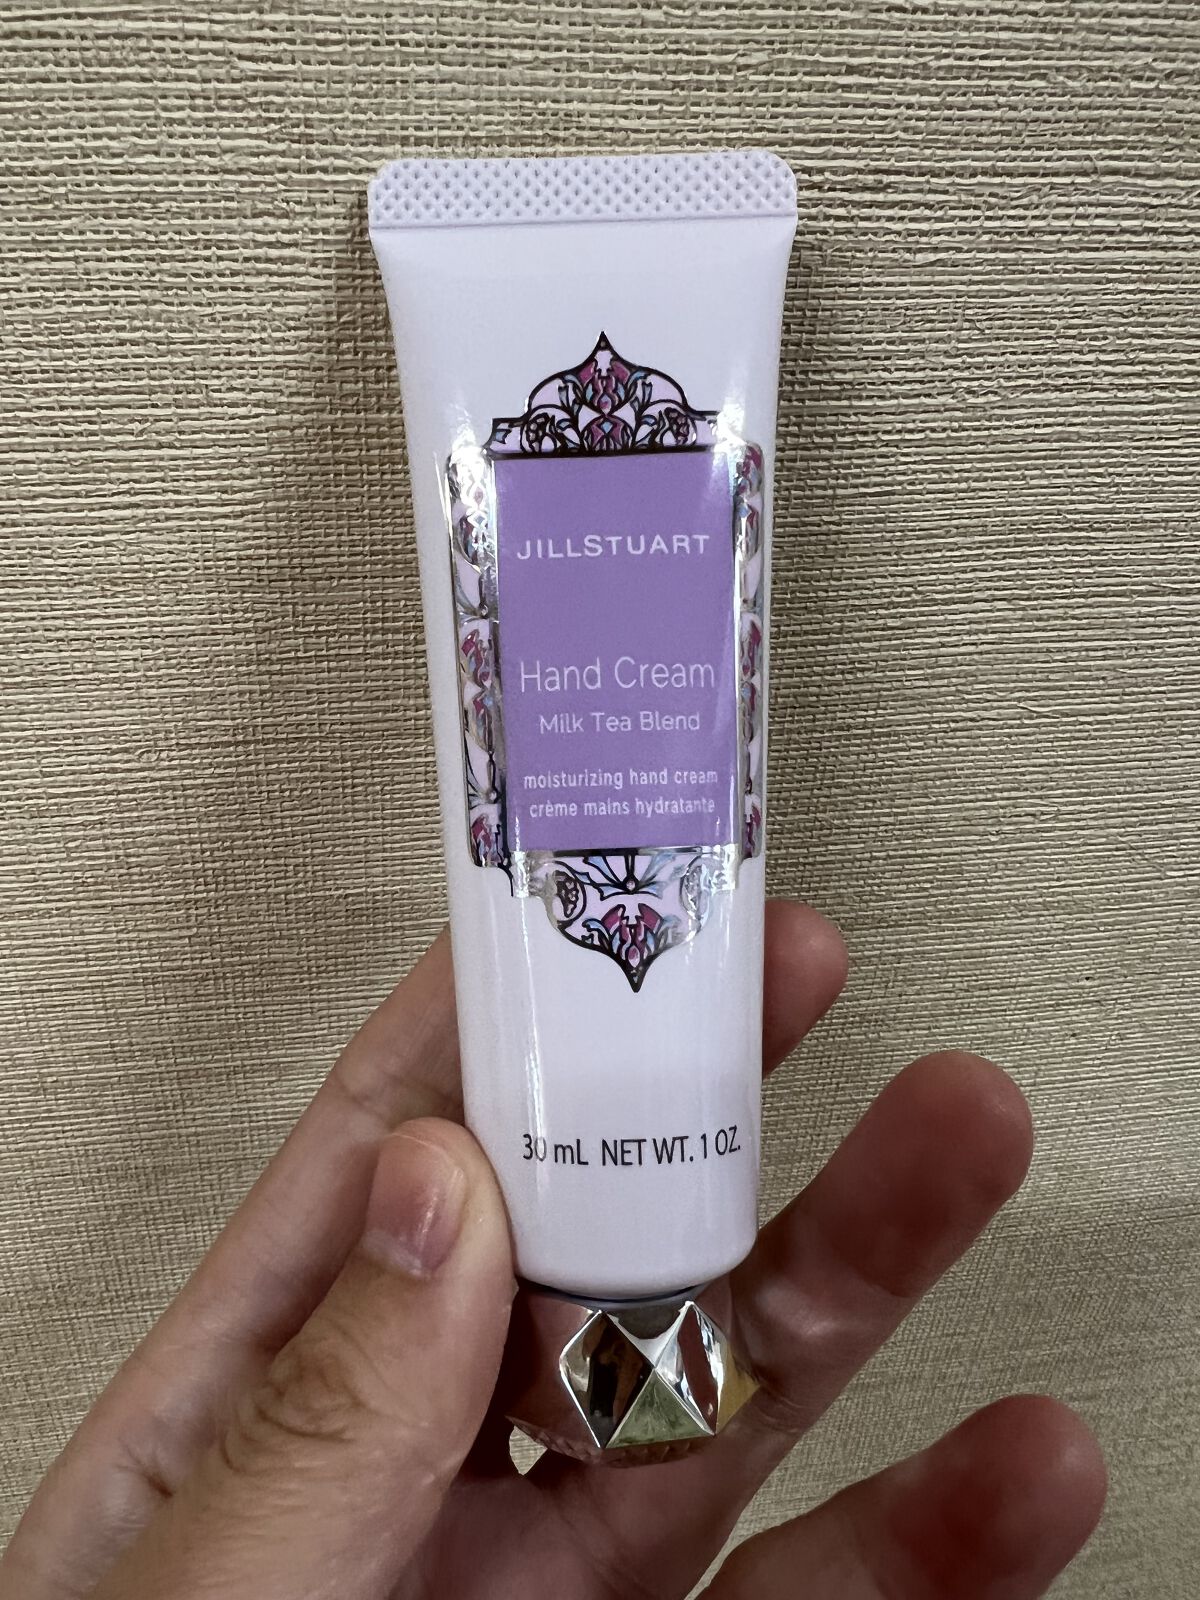 JILLSTUART
Hand Cream
Milk Tea Blend
moisturizing hand cream
crème mains hydratante
30 mL NET WT. 1 OZ.